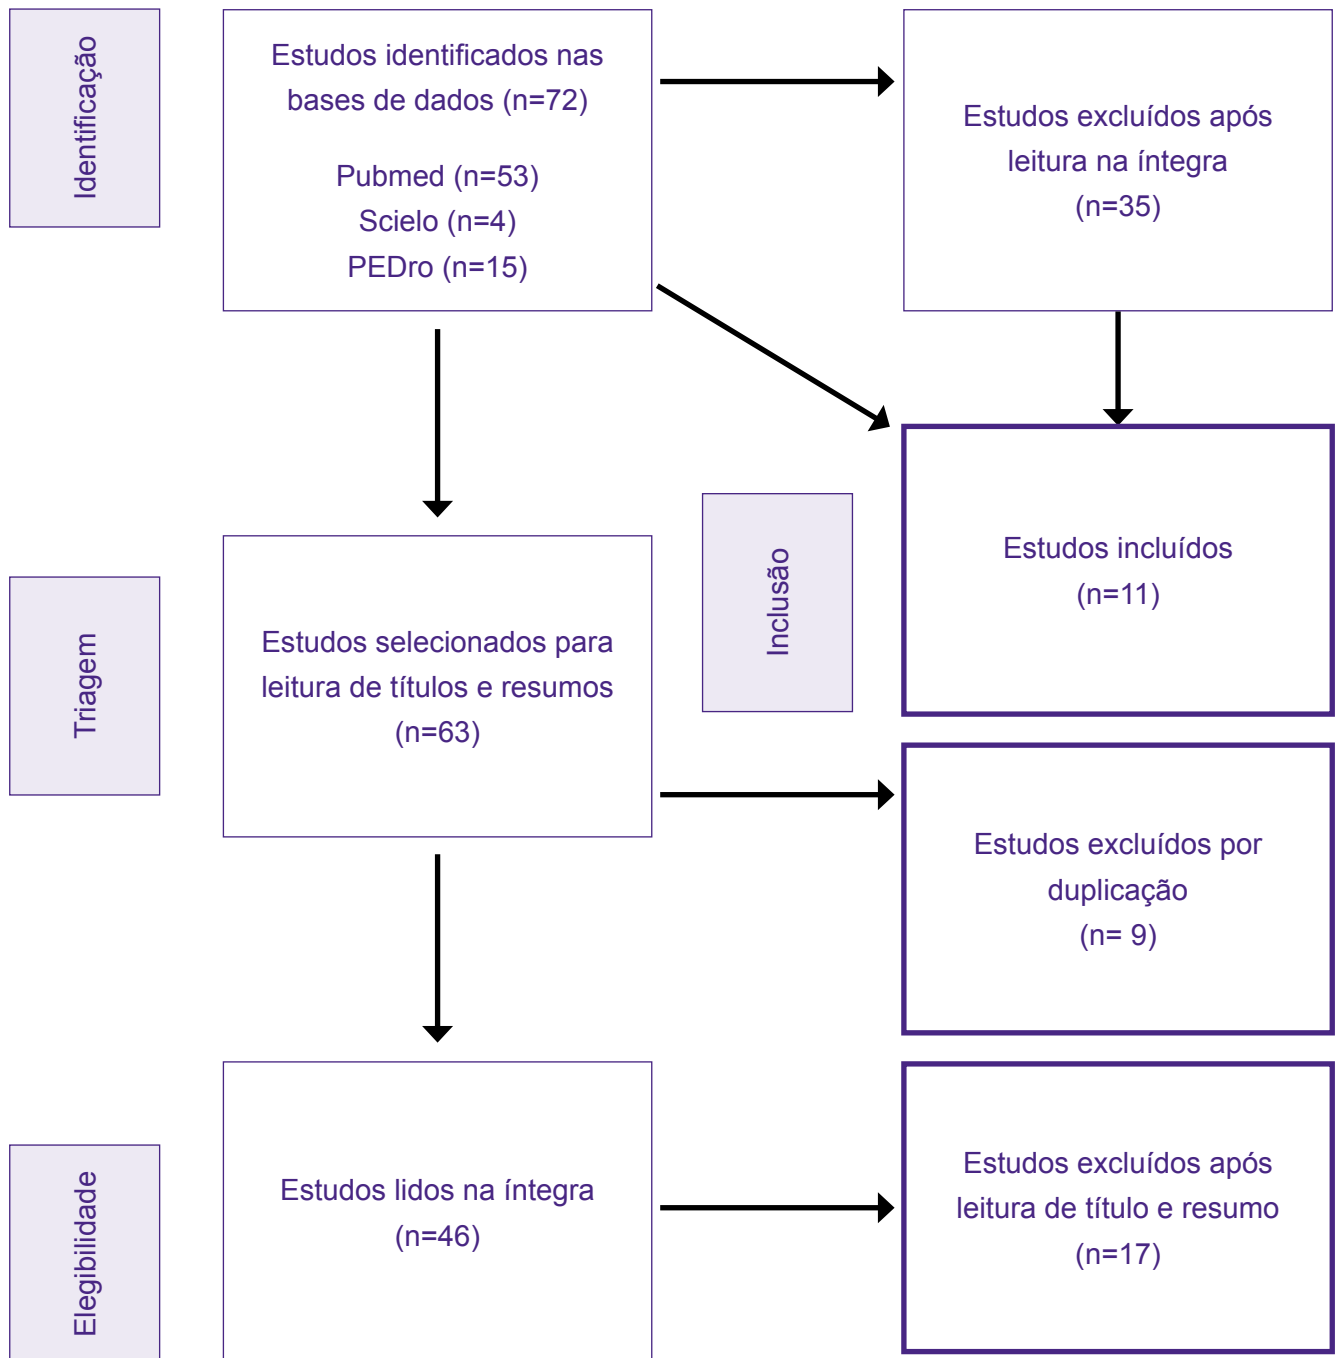 Identificação
Estudos identificados nas
bases de dados (n=72)
Pubmed (n=53)
Scielo (n=4)
PEDro (n=15)
Estudos excluídos após
leitura na íntegra
(n=35)
Inclusão
Estudos incluídos
(n=11)
Triagem
Estudos selecionados para
leitura de títulos e resumos
(n=63)
Estudos excluídos por
duplicação
(n= 9)
Elegibilidade
Estudos lidos na íntegra
(n=46)
Estudos excluídos após
leitura de título e resumo
(n=17)